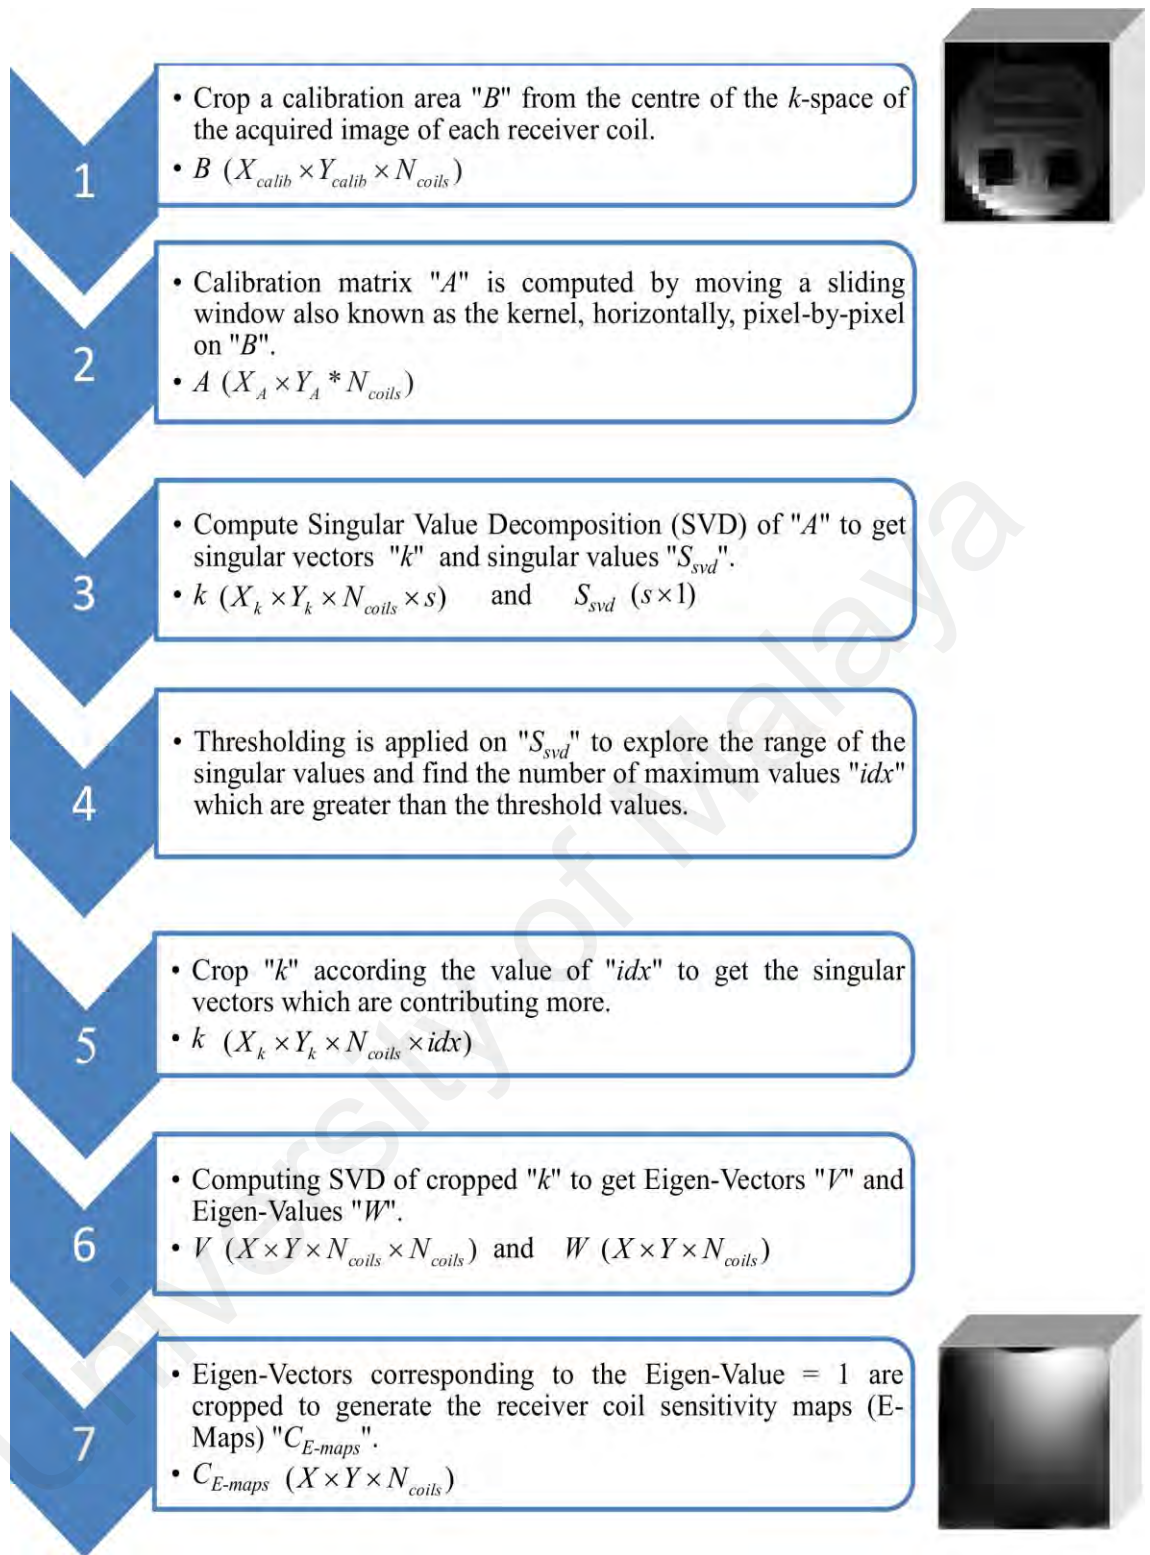 1
• Crop a calibration area "B" from the centre of the k-space of
the acquired image of each receiver coil.
• B (X_calib × Y_calib × N_coils)
2
• Calibration matrix "A" is computed by moving a sliding
window also known as the kernel, horizontally, pixel-by-pixel
on "B".
• A (X_A × Y_A * N_coils)
3
• Compute Singular Value Decomposition (SVD) of "A" to get
singular vectors "k" and singular values "S_svd".
• k (X_k × Y_k × N_coils × s) and S_svd (s × 1)
4
• Thresholding is applied on "S_svd" to explore the range of the
singular values and find the number of maximum values "idx"
which are greater than the threshold values.
5
• Crop "k" according the value of "idx" to get the singular
vectors which are contributing more.
• k (X_k × Y_k × N_coils × idx)
6
• Computing SVD of cropped "k" to get Eigen-Vectors "V" and
Eigen-Values "W".
• V (X × Y × N_coils × N_coils) and W (X × Y × N_coils)
7
• Eigen-Vectors corresponding to the Eigen-Value = 1 are
cropped to generate the receiver coil sensitivity maps (E-
Maps) "C_E-maps".
• C_E-maps (X × Y × N_coils)
University of Malaya